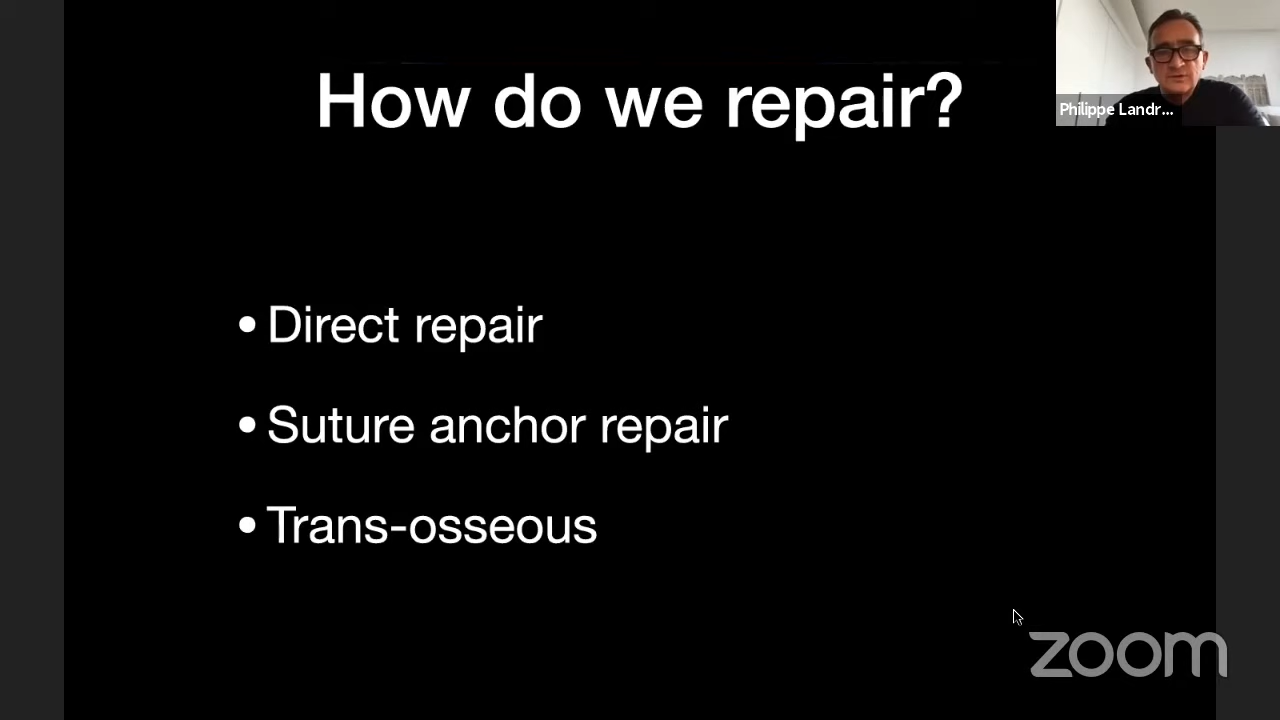 How do we repair?
Philippe Landr...
• Direct repair
• Suture anchor repair
• Trans-osseous
zoom